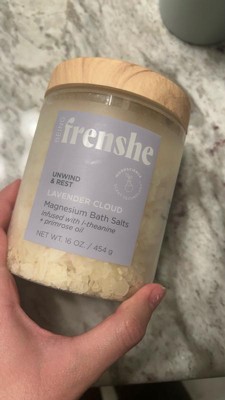 frenshe
UNWIND
& REST
LAVENDER CLOUD
Magnesium Bath Salts
infused with l-theanine
+ primrose oil
NET WT. 16 OZ. / 454 g